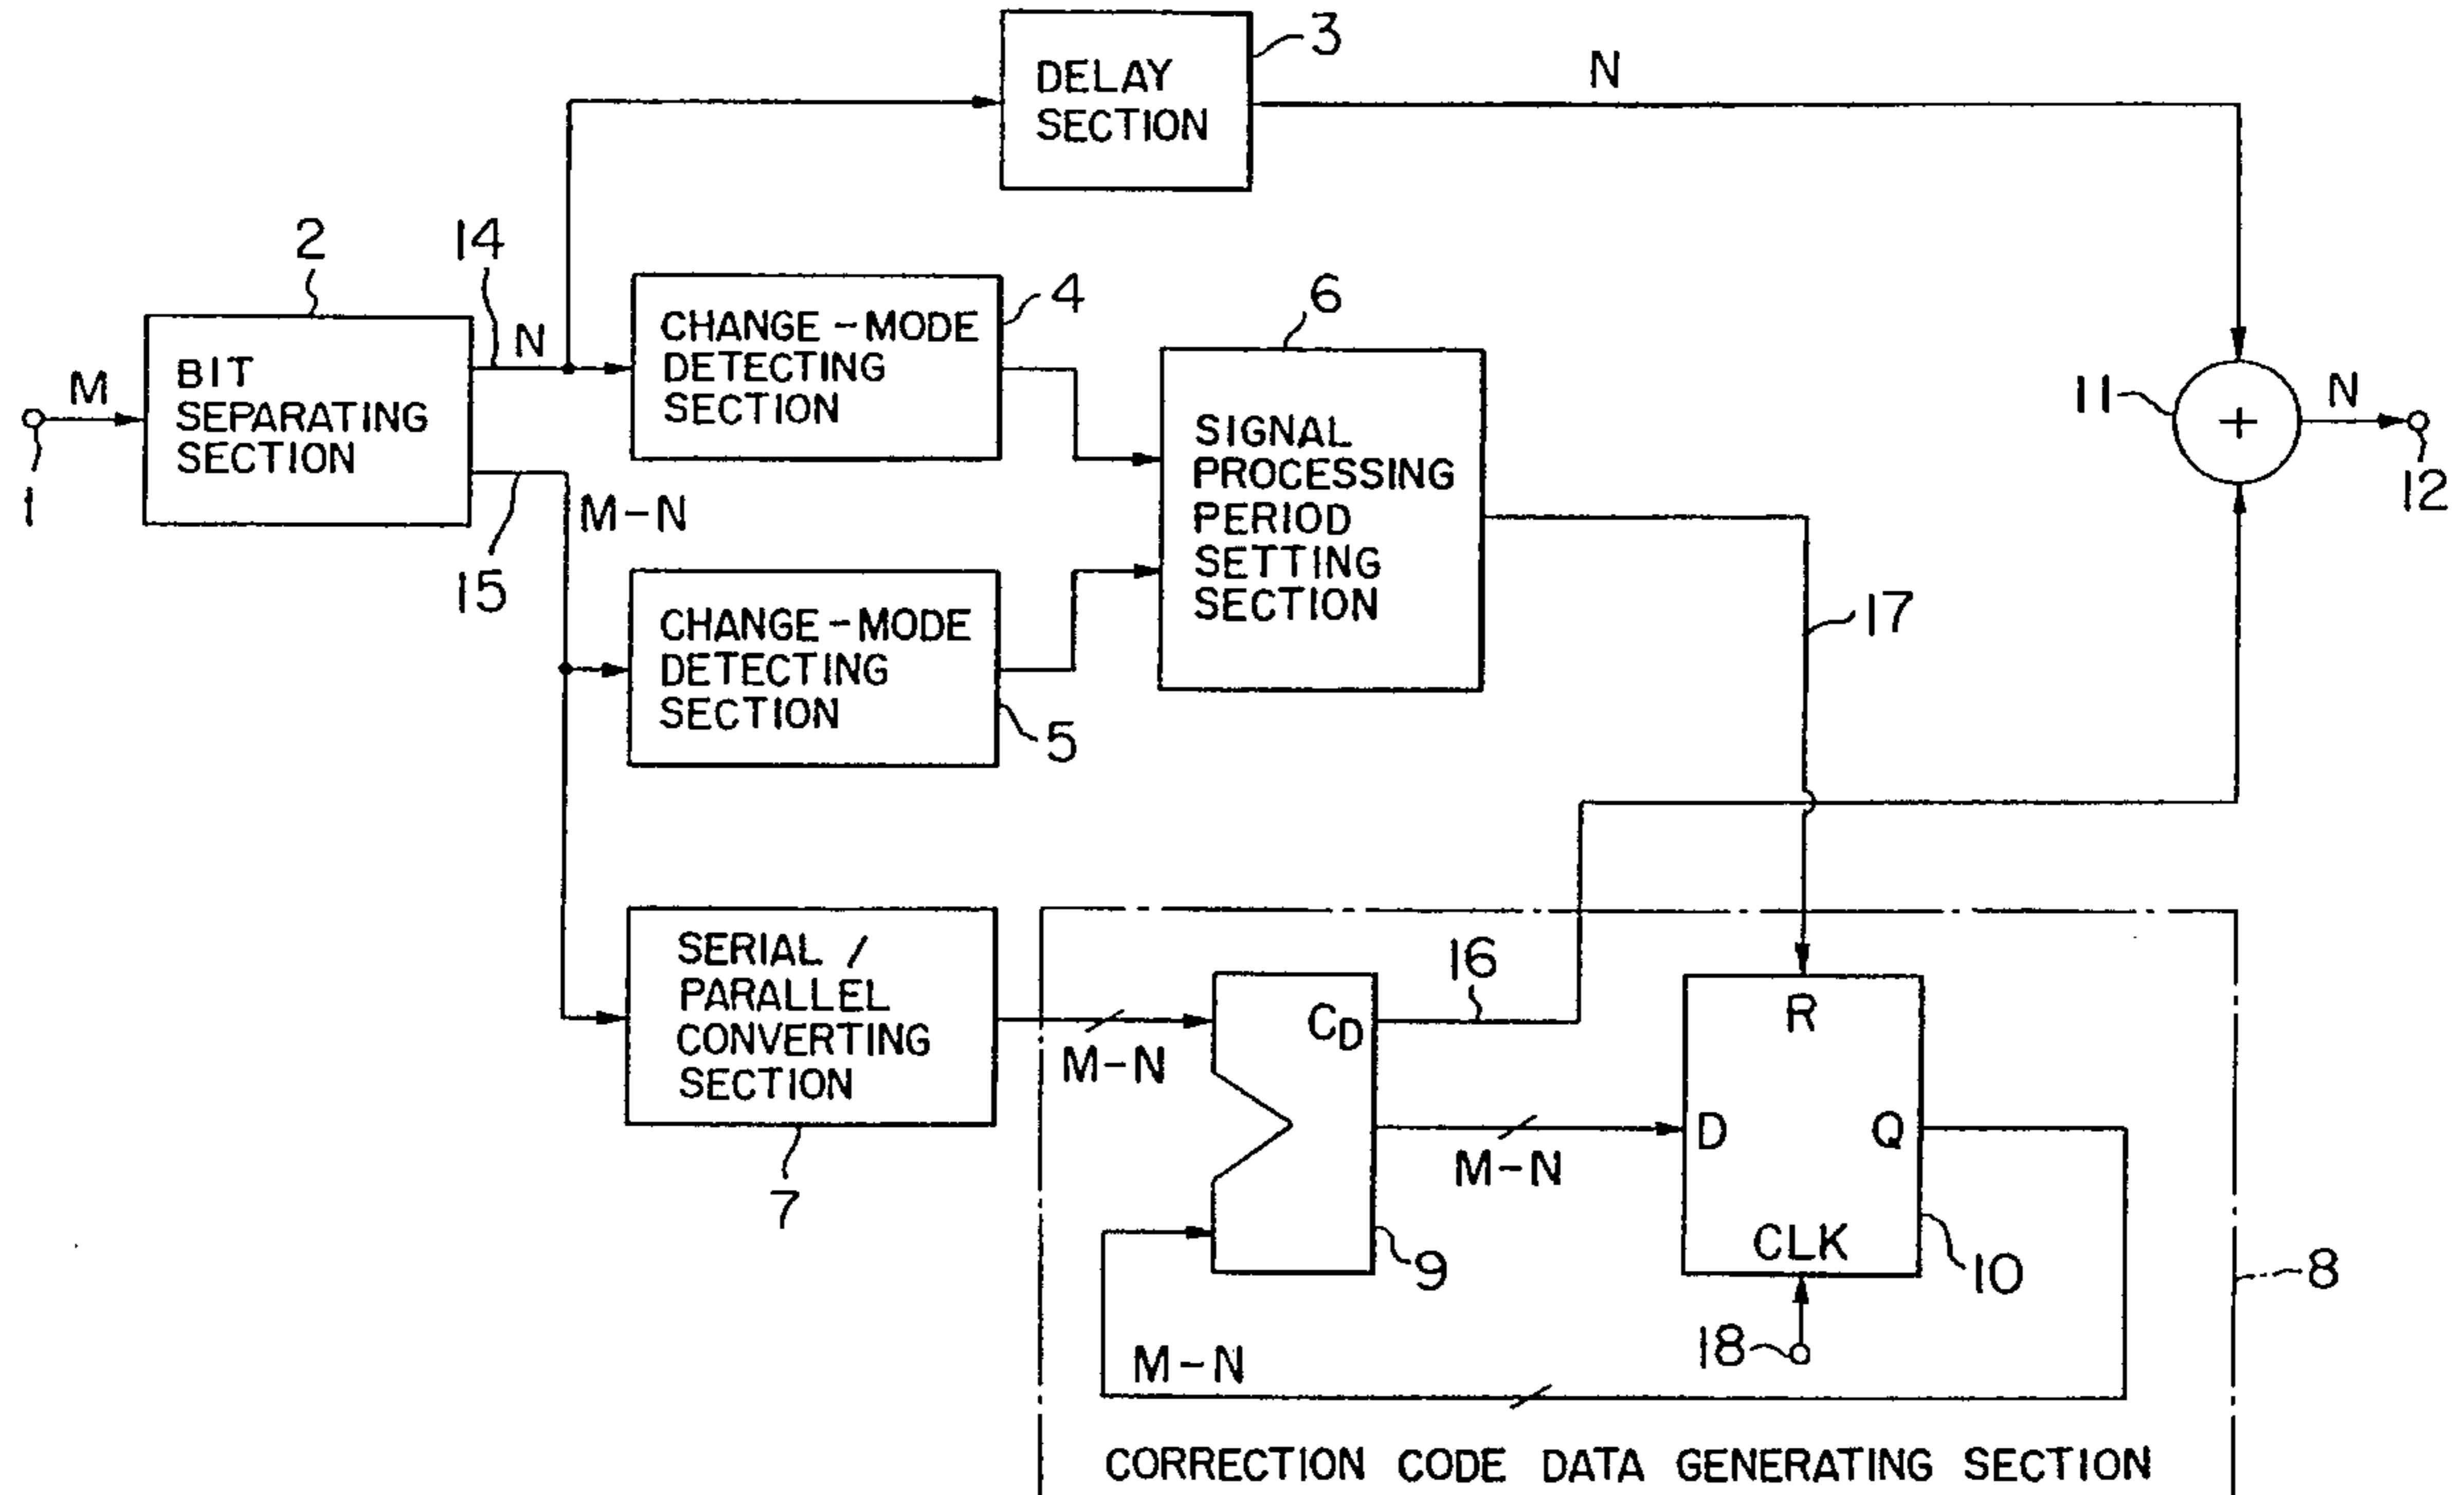 3
DELAY
SECTION
N
2
14
N
4
CHANGE-MODE
DETECTING
SECTION
6
M
BIT
SEPARATING
SECTION
1
15
M-N
SIGNAL
PROCESSING
PERIOD
SETTING
SECTION
11
+
N
12
CHANGE-MODE
DETECTING
SECTION
5
17
SERIAL /
PARALLEL
CONVERTING
SECTION
7
M-N
CD
16
R
D
Q
CLK
M-N
9
10
18
8
M-N
CORRECTION CODE DATA GENERATING SECTION